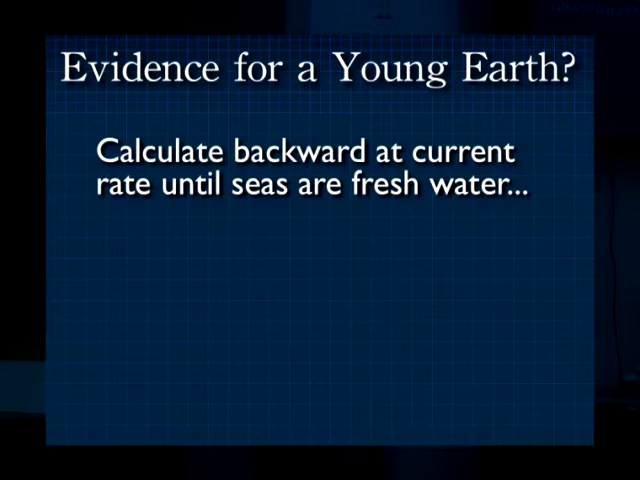 Evidence for a Young Earth?
Calculate backward at current
rate until seas are fresh water...